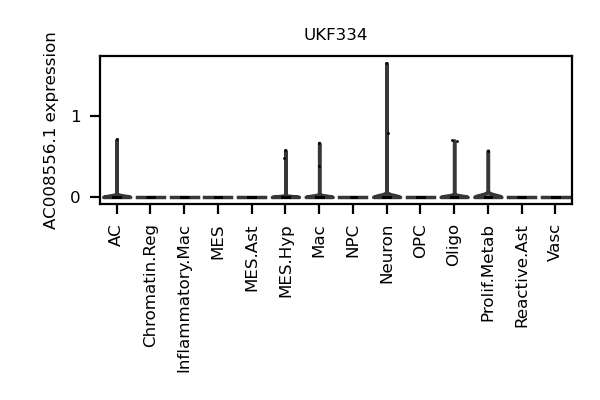 UKF334
AC008556.1 expression
1
0
AC
Chromatin.Reg
Inflammatory.Mac
MES
MES.Ast
MES.Hyp
Mac
NPC
Neuron
OPC
Oligo
Prolif.Metab
Reactive.Ast
Vasc